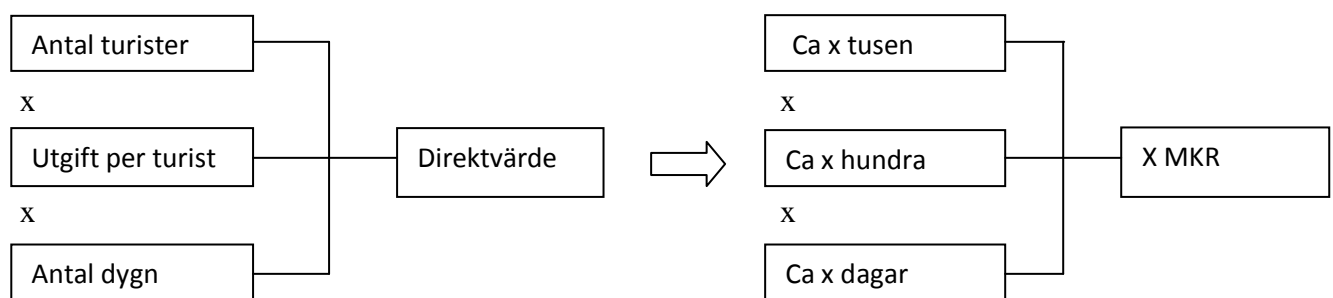 Antal turister
x
Utgift per turist
x
Antal dygn
Direktvärde
Ca x tusen
x
Ca x hundra
x
Ca x dagar
X MKR